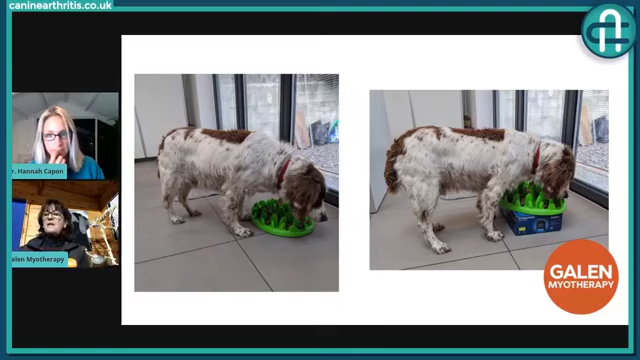 caninearthritis.co.uk
r. Hannah Capon
alen Myotherapy
GALEN
MYOTHERAPY